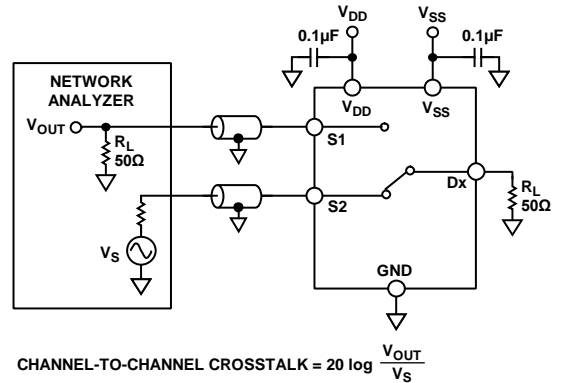 V_DD
V_SS
0.1µF
0.1µF
NETWORK
ANALYZER
V_DD
V_SS
V_OUT
S1
R_L
50Ω
S2
Dx
R_L
50Ω
V_S
GND
CHANNEL-TO-CHANNEL CROSSTALK = 20 log V_OUT
V_S